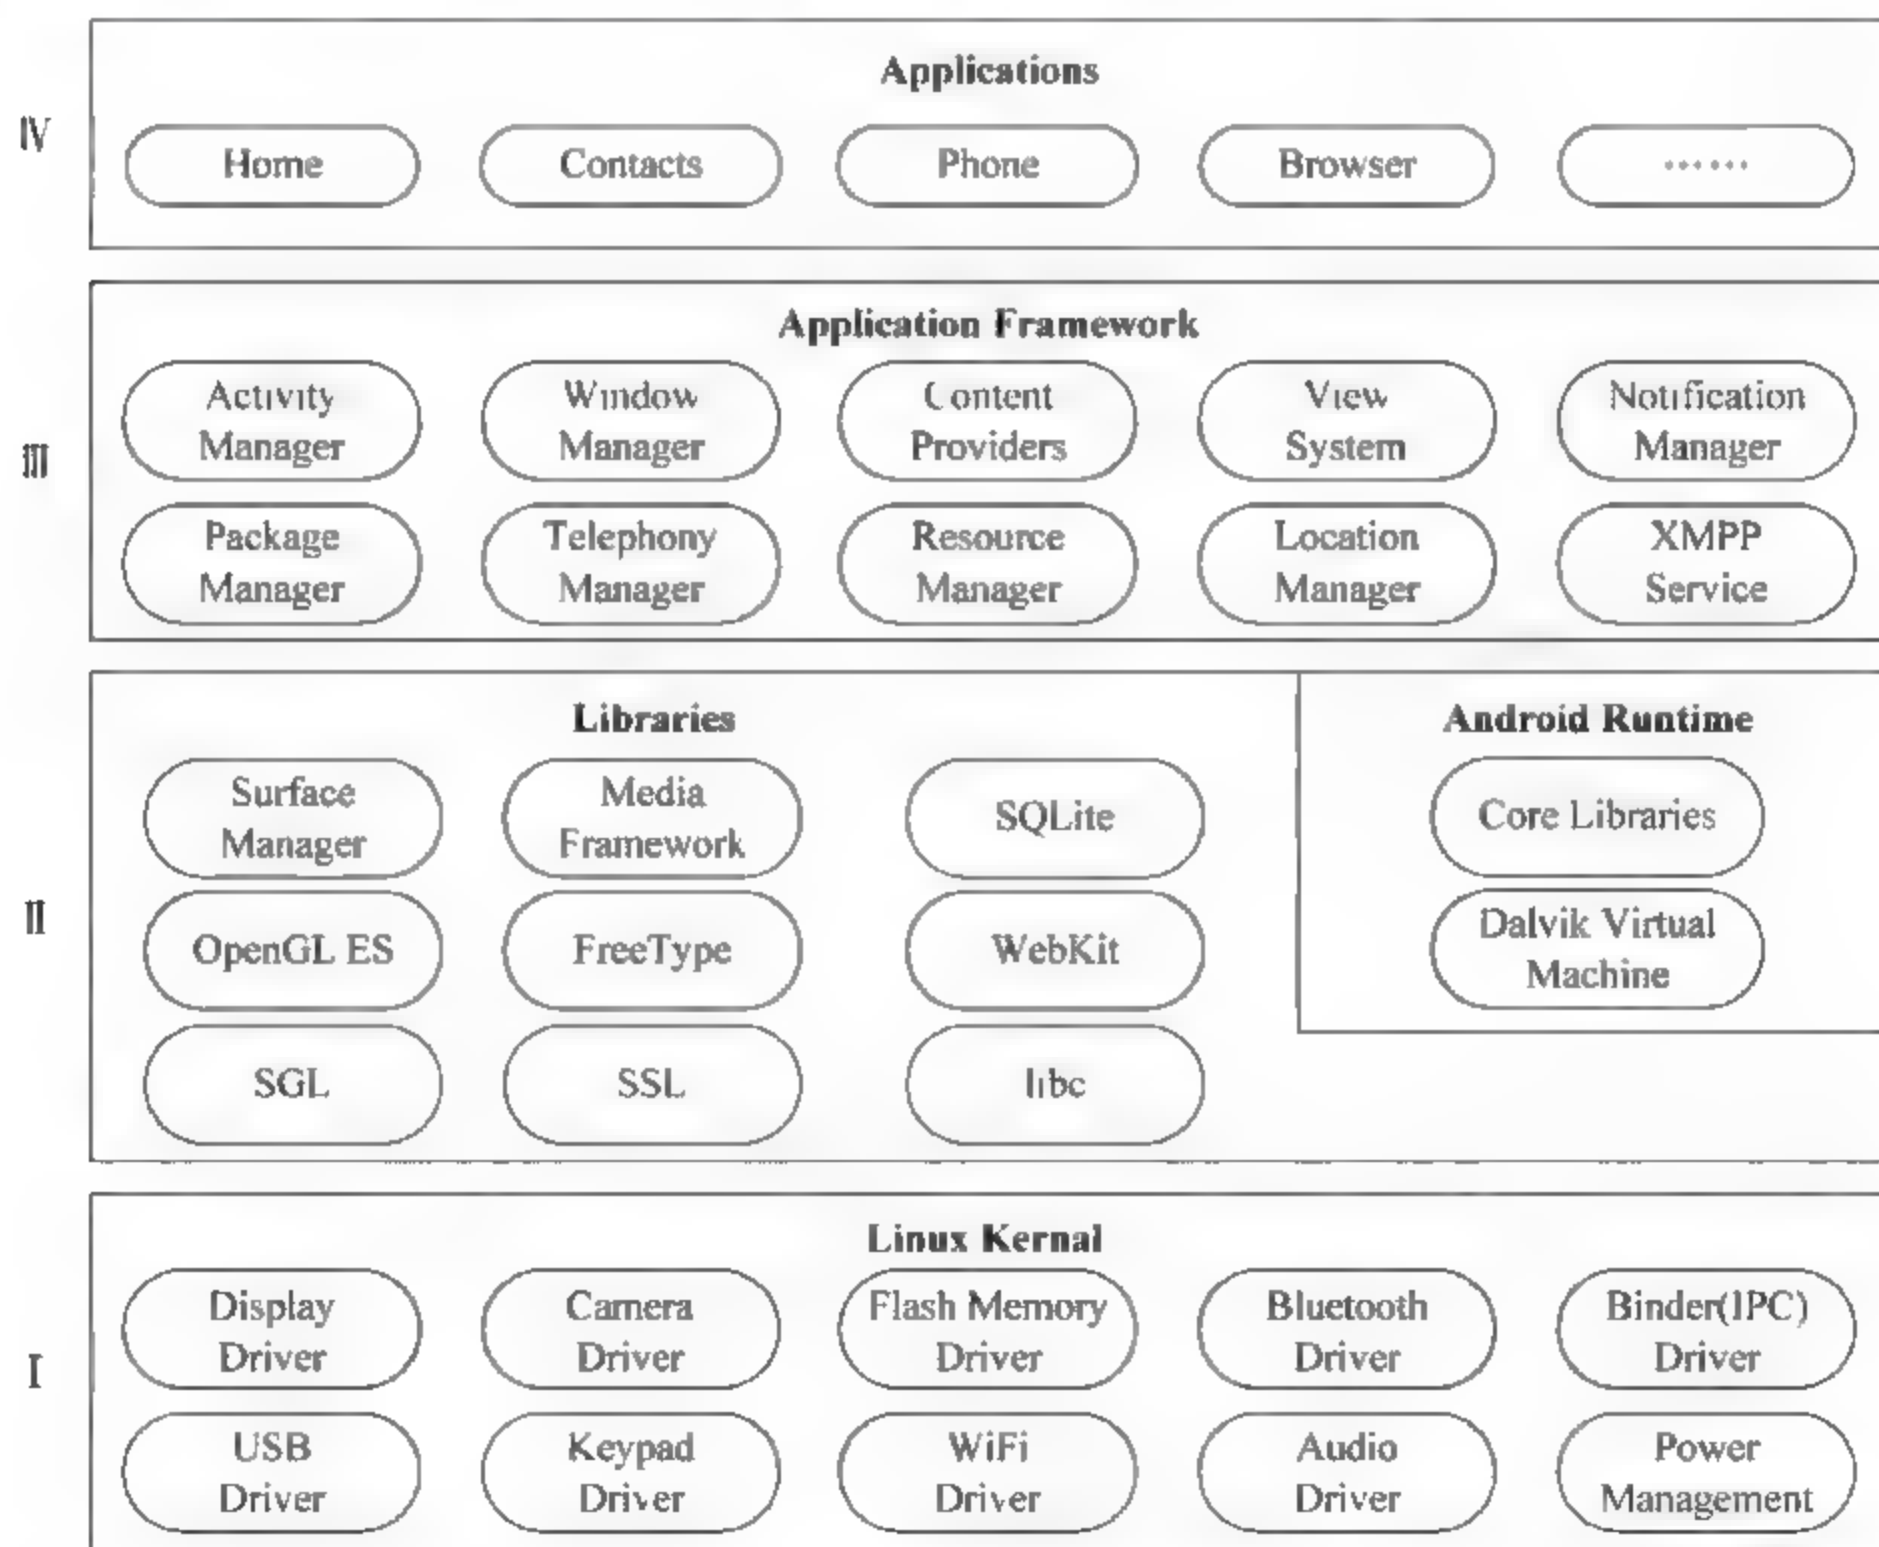 Applications
IV
Home
Contacts
Phone
Browser
......
Application Framework
III
Activity
Manager
Window
Manager
Content
Providers
View
System
Notification
Manager
Package
Manager
Telephony
Manager
Resource
Manager
Location
Manager
XMPP
Service
II
Libraries
Surface
Manager
Media
Framework
SQLite
OpenGL ES
FreeType
WebKit
SGL
SSL
libc
Android Runtime
Core Libraries
Dalvik Virtual
Machine
Linux Kernal
I
Display
Driver
Camera
Driver
Flash Memory
Driver
Bluetooth
Driver
Binder(IPC)
Driver
USB
Driver
Keypad
Driver
WiFi
Driver
Audio
Driver
Power
Management